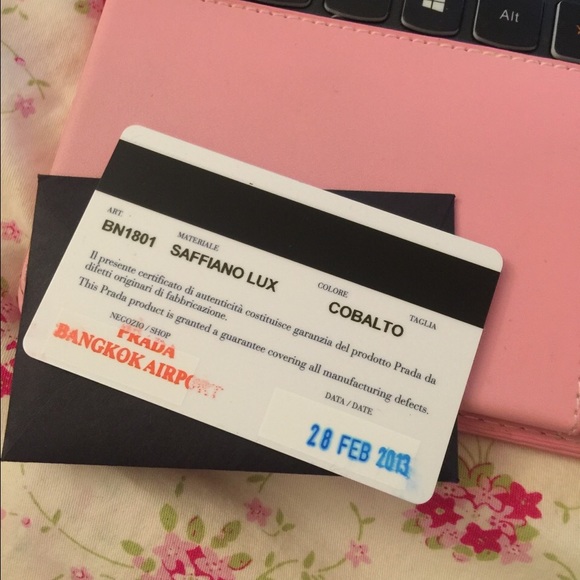 Alt
ART.
BN1801
MATERIALE
SAFFIANO LUX
COLORE
COBALTO
TAGLIA
Il presente certificato di autenticità costituisce garanzia del prodotto Prada da
difetti originari di fabbricazione.
This Prada product is granted a guarantee covering all manufacturing defects.
NEGOZIO / SHOP
PRADA
BANGKOK AIRPORT
DATA / DATE
28 FEB 2013